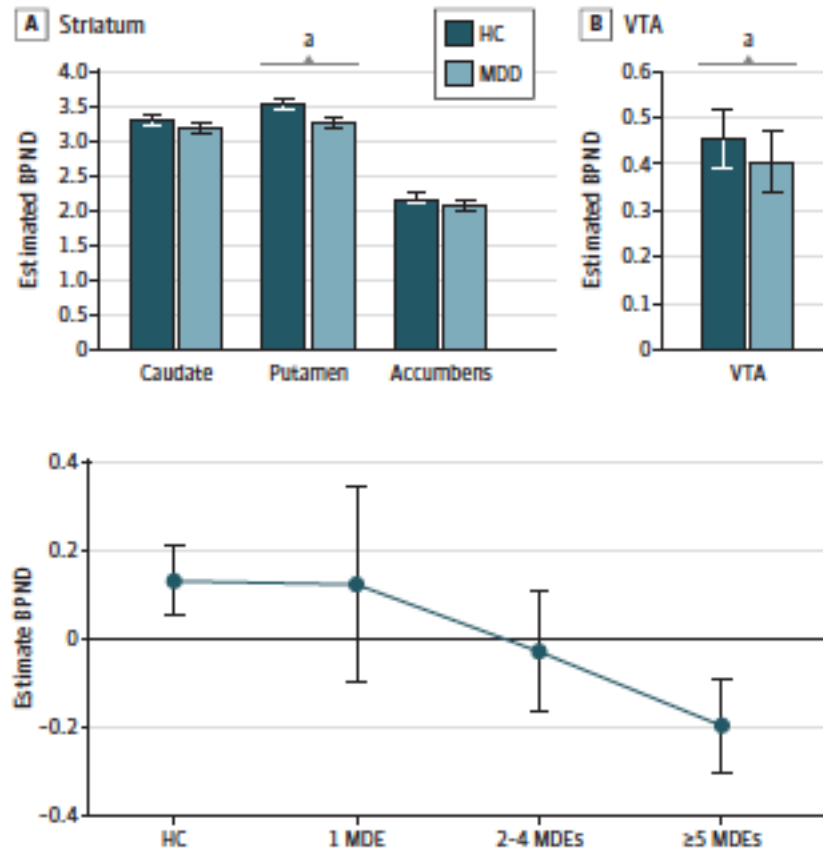 A Striatum
a
HC
MDD
4.0
3.5
3.0
2.5
2.0
1.5
1.0
0.5
0
Estimated BPND
Caudate Putamen Accumbens
B VTA
a
0.6
0.5
0.4
0.3
0.2
0.1
0
Estimated BPND
VTA
0.4
0.2
0
-0.2
-0.4
Estimate BPND
HC 1 MDE 2-4 MDEs ≥5 MDEs